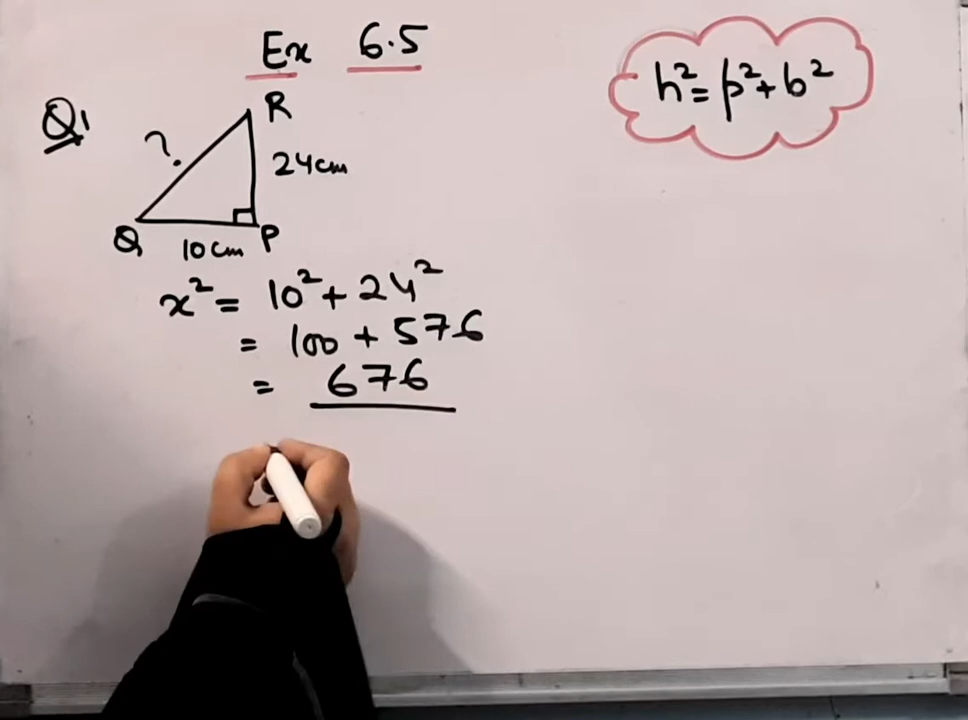 Ex 6.5
h² = p² + b²
Q1
R
?
24cm
Q
10cm
P
x² = 10² + 24²
= 100 + 576
= 676